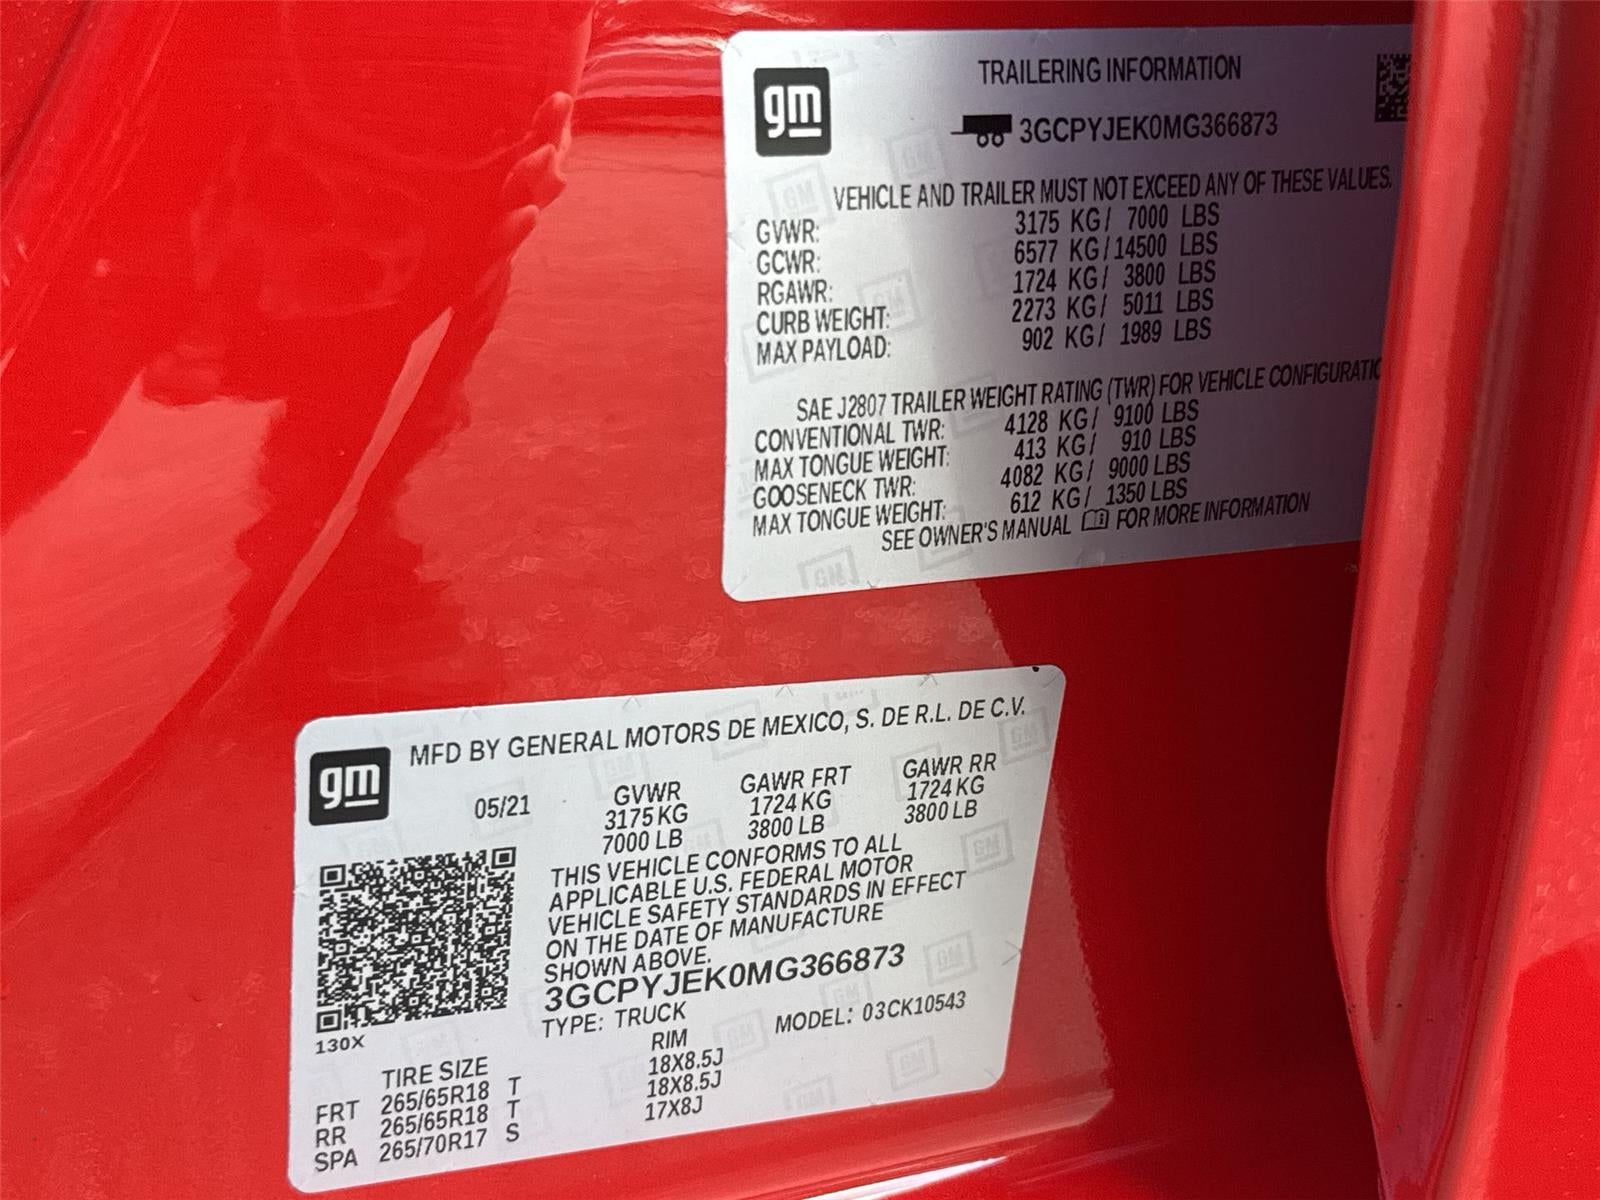 gm
TRAILERING INFORMATION
3GCPYJEK0MG366873
VEHICLE AND TRAILER MUST NOT EXCEED ANY OF THESE VALUES.
GVWR: 3175 KG/ 7000 LBS
GCWR: 6577 KG/14500 LBS
RGAWR: 1724 KG/ 3800 LBS
CURB WEIGHT: 2273 KG/ 5011 LBS
MAX PAYLOAD: 902 KG/ 1989 LBS
SAE J2807 TRAILER WEIGHT RATING (TWR) FOR VEHICLE CONFIGURATIO
CONVENTIONAL TWR: 4128 KG/ 9100 LBS
MAX TONGUE WEIGHT: 413 KG/ 910 LBS
GOOSENECK TWR: 4082 KG/ 9000 LBS
MAX TONGUE WEIGHT: 612 KG/ 1350 LBS
SEE OWNER'S MANUAL FOR MORE INFORMATION
gm
MFD BY GENERAL MOTORS DE MEXICO, S. DE R.L. DE C.V.
05/21 GVWR GAWR FRT GAWR RR
3175 KG 1724 KG 1724 KG
7000 LB 3800 LB 3800 LB
THIS VEHICLE CONFORMS TO ALL
APPLICABLE U.S. FEDERAL MOTOR
VEHICLE SAFETY STANDARDS IN EFFECT
ON THE DATE OF MANUFACTURE
SHOWN ABOVE.
3GCPYJEK0MG366873
TYPE: TRUCK MODEL: 03CK10543
130X
TIRE SIZE RIM
FRT 265/65R18 T 18X8.5J
RR 265/65R18 T 18X8.5J
SPA 265/70R17 S 17X8J